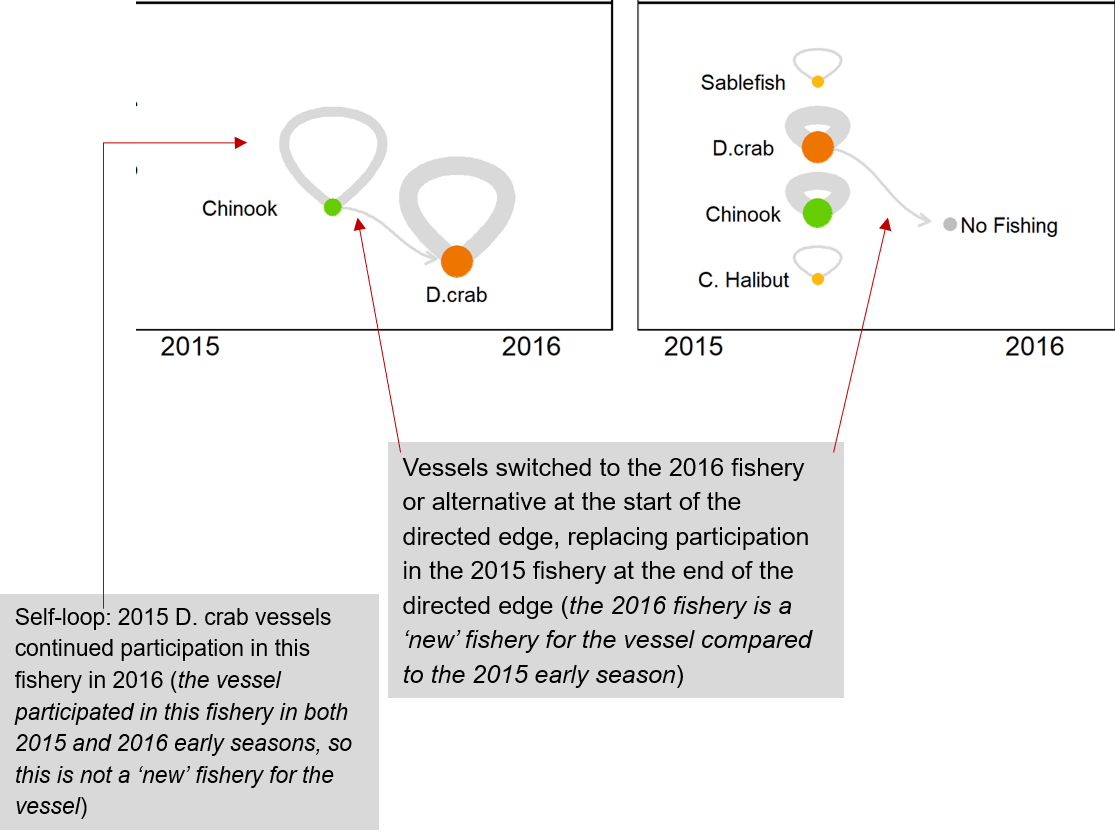 Sablefish
D.crab
Chinook
Chinook
No Fishing
C. Halibut
D.crab
2015
2016
2015
2016
Vessels switched to the 2016 fishery
or alternative at the start of the
directed edge, replacing participation
in the 2015 fishery at the end of the
directed edge (the 2016 fishery is a
‘new’ fishery for the vessel compared
to the 2015 early season)
Self-loop: 2015 D. crab vessels
continued participation in this
fishery in 2016 (the vessel
participated in this fishery in both
2015 and 2016 early seasons, so
this is not a ‘new’ fishery for the
vessel)